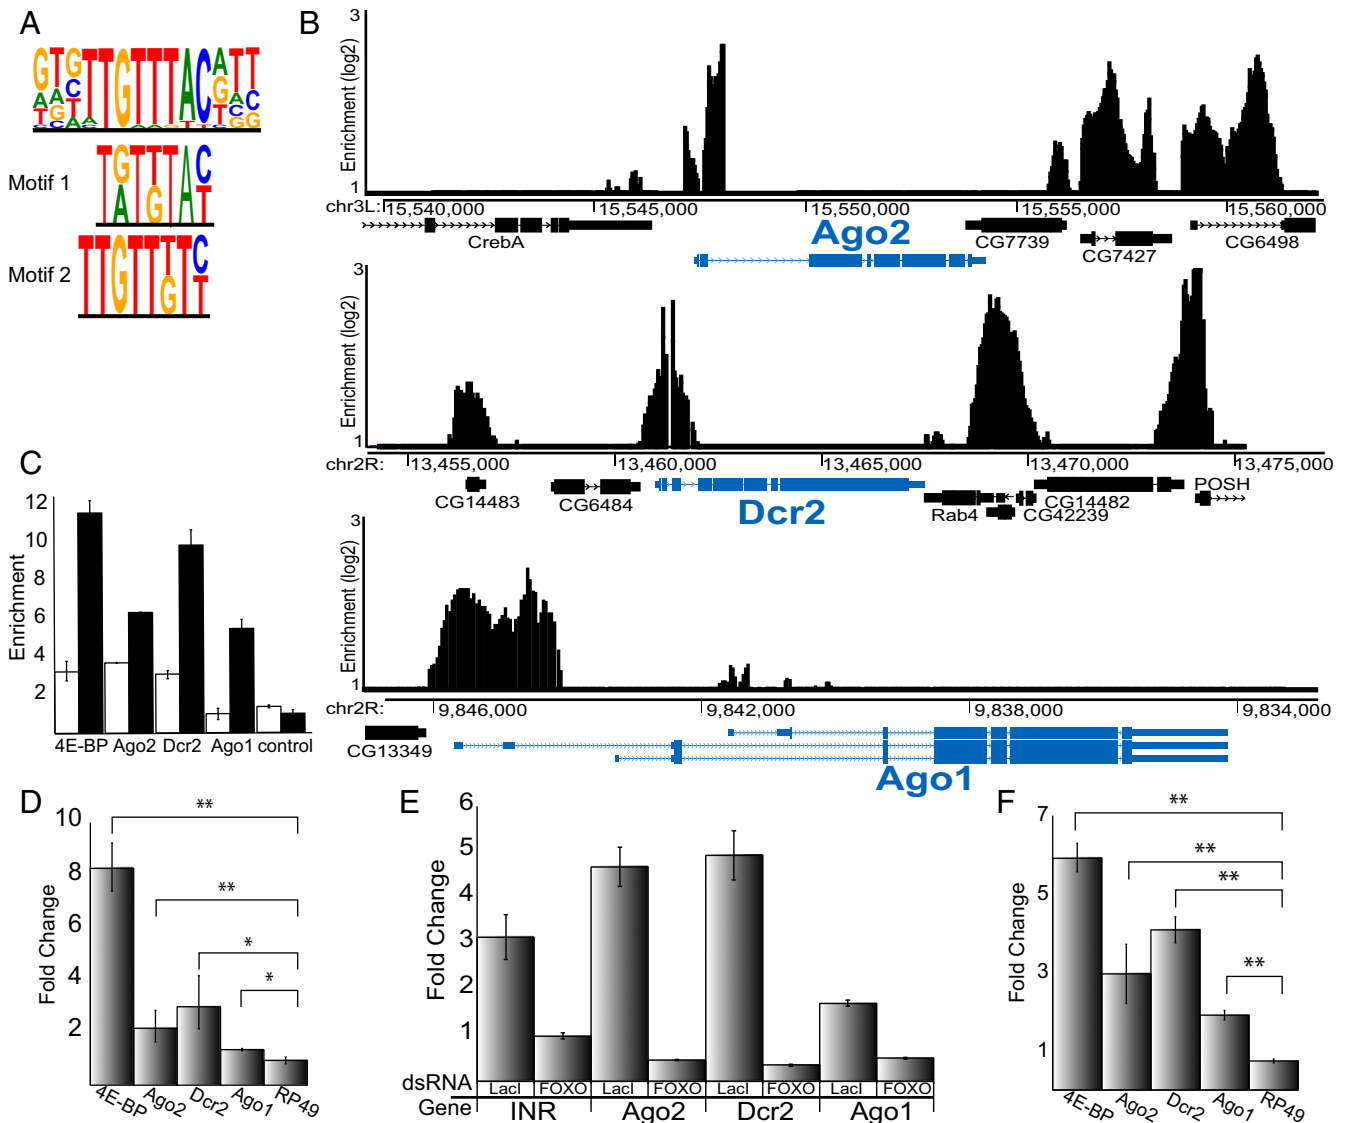 A
Motif 1
Motif 2
B
Enrichment (log2)
3
1
chr3L:
15,540,000
15,545,000
15,550,000
15,555,000
15,560,000
CrebA
Ago2
CG7739
CG7427
CG6498
Enrichment (log2)
3
1
chr2R:
13,455,000
13,460,000
13,465,000
13,470,000
13,475,000
CG14483
CG6484
Dcr2
Rab4
CG42239
CG14482
POSH
Enrichment (log2)
3
1
chr2R:
9,846,000
9,842,000
9,838,000
9,834,000
CG13349
Ago1
C
Enrichment
12
10
8
6
4
2
4E-BP Ago2 Dcr2 Ago1 control
D
Fold Change
10
8
6
4
2
**
**
*
*
4E-BP
Ago2
Dcr2
Ago1
RP49
E
Fold Change
6
5
4
3
2
1
dsRNA LacI FOXO LacI FOXO LacI FOXO LacI FOXO
Gene INR Ago2 Dcr2 Ago1
F
Fold Change
7
5
3
1
**
**
**
**
4E-BP
Ago2
Dcr2
Ago1
RP49